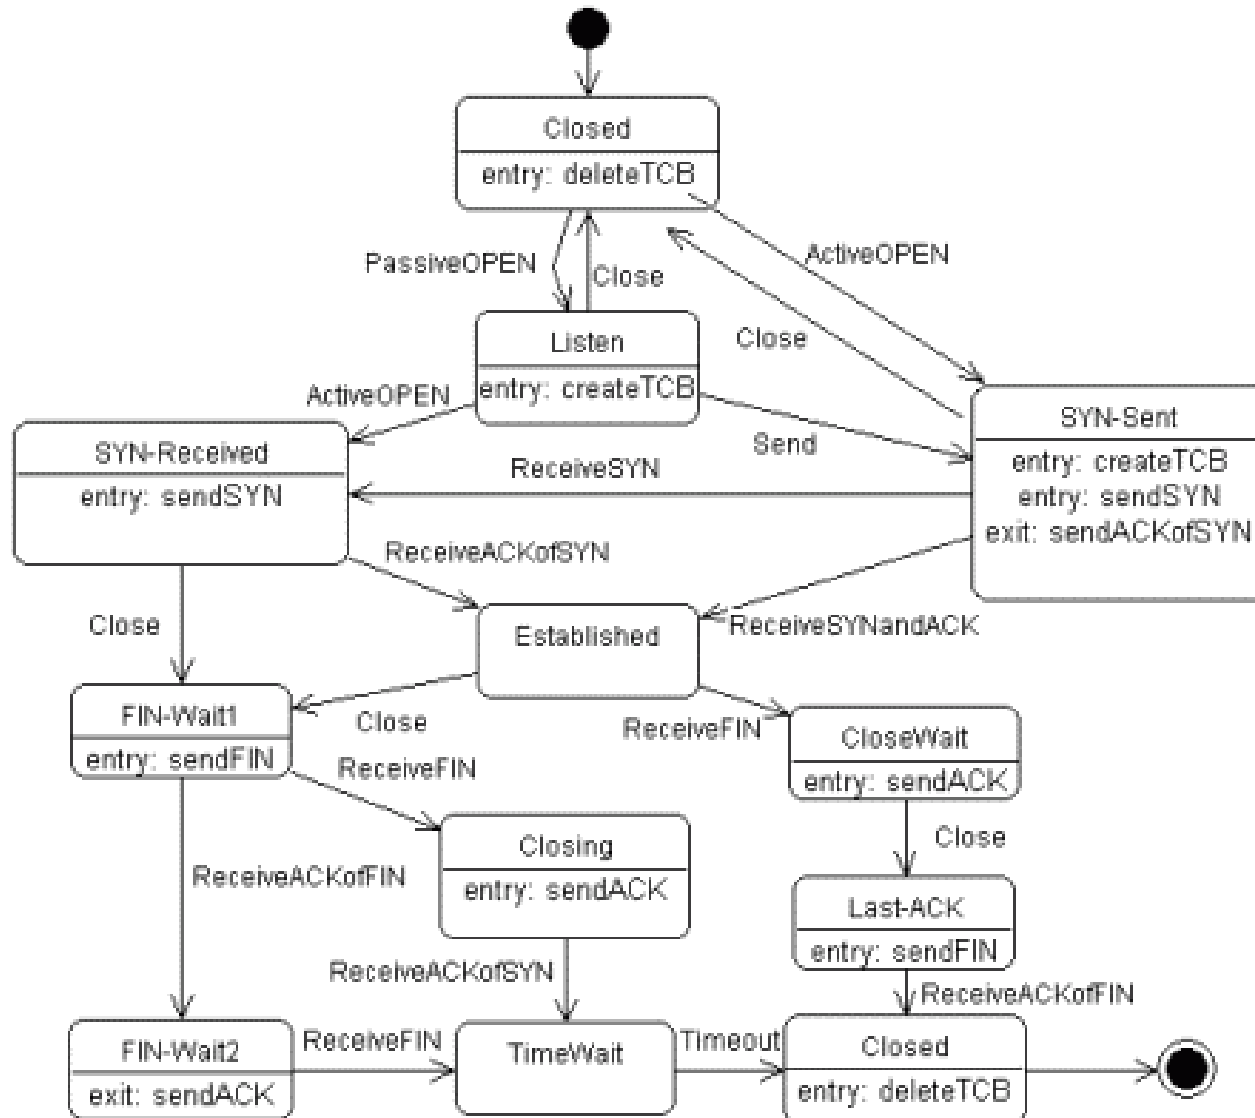 Closed
entry: deleteTCB
PassiveOPEN
Close
ActiveOPEN
Close
Listen
entry: createTCB
ActiveOPEN
Send
SYN-Received
entry: sendSYN
ReceiveSYN
SYN-Sent
entry: createTCB
entry: sendSYN
exit: sendACKofSYN
ReceiveACKofSYN
Close
Established
ReceiveSYNandACK
FIN-Wait1
entry: sendFIN
Close
ReceiveFIN
CloseWait
entry: sendACK
ReceiveFIN
Closing
entry: sendACK
Close
ReceiveACKofFIN
Last-ACK
entry: sendFIN
ReceiveACKofSYN
ReceiveACKofFIN
FIN-Wait2
exit: sendACK
ReceiveFIN
TimeWait
Timeout
Closed
entry: deleteTCB